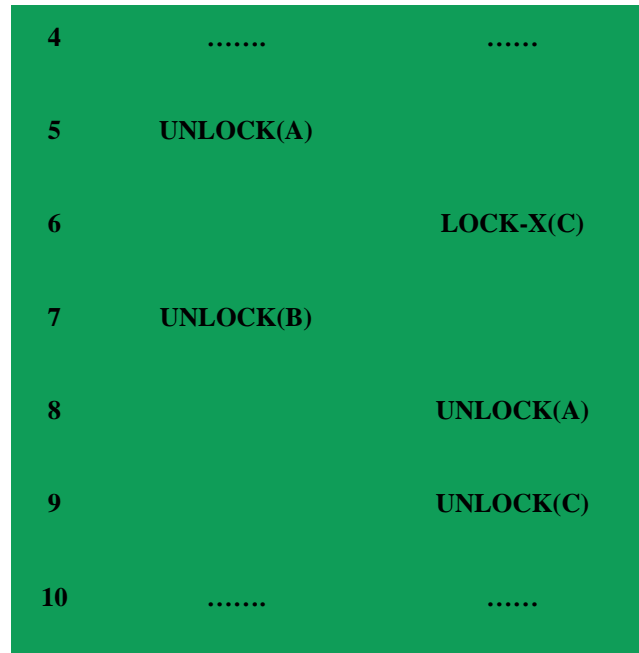 4 ……. ……
5 UNLOCK(A)
6 LOCK-X(C)
7 UNLOCK(B)
8 UNLOCK(A)
9 UNLOCK(C)
10 ……. ……